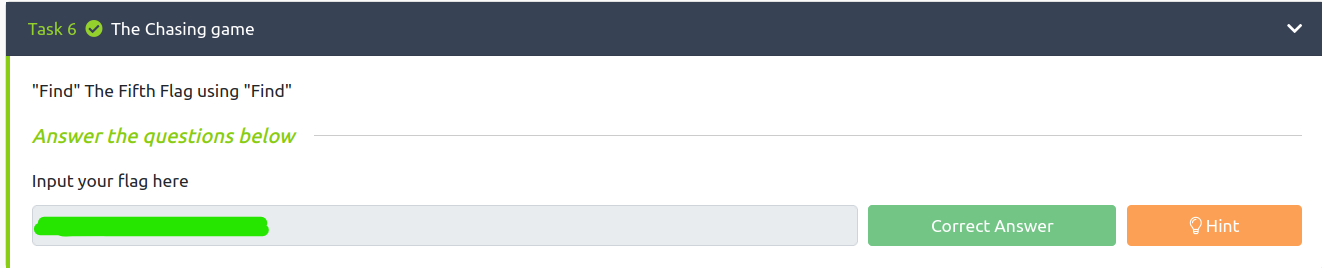 Task 6 The Chasing game
"Find" The Fifth Flag using "Find"
Answer the questions below
Input your flag here
Correct Answer
Hint